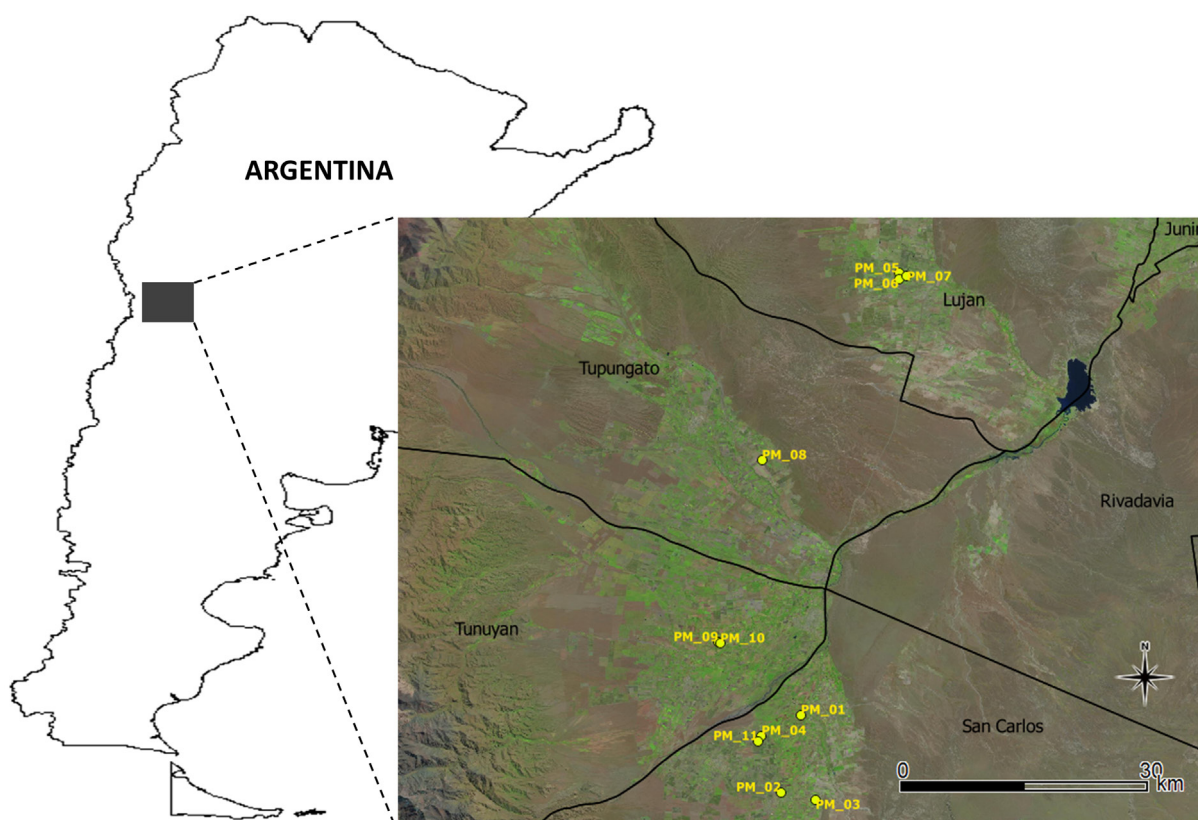 ARGENTINA
Junin
PM_05
PM_07
PM_06
Lujan
Tupungato
PM_08
Rivadavia
Tunuyan
PM_09
PM_10
N
PM_01
San Carlos
PM_04
PM_11
0
30
km
PM_02
PM_03